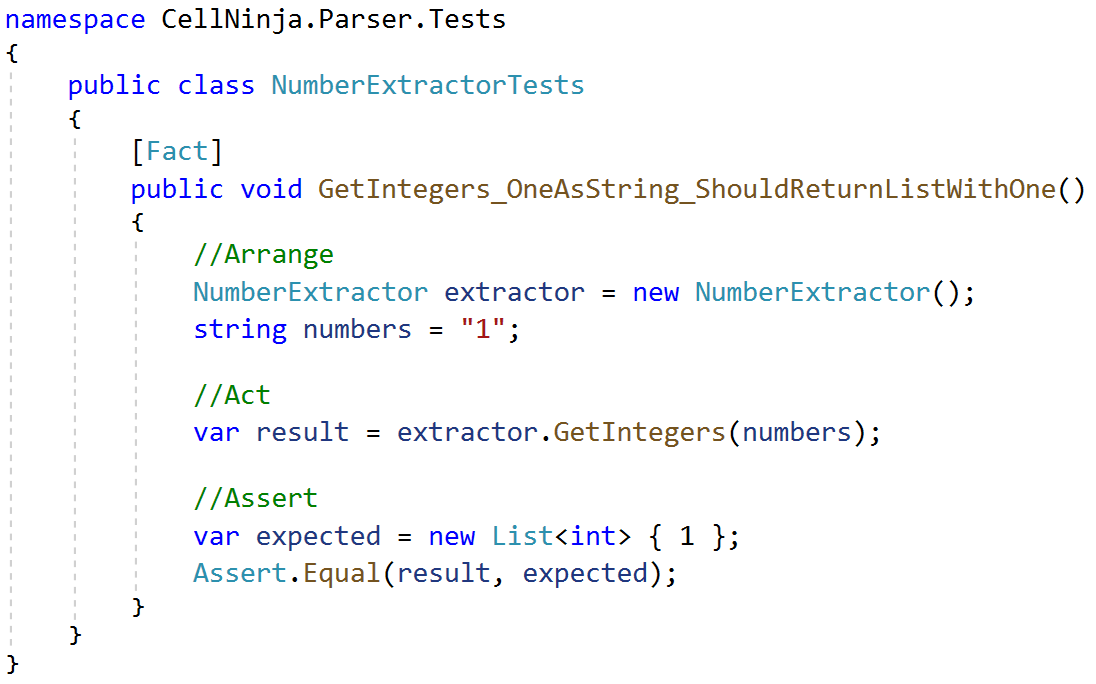 namespace CellNinja.Parser.Tests
{
    public class NumberExtractorTests
    {
        [Fact]
        public void GetIntegers_OneAsString_ShouldReturnListWithOne()
        {
            //Arrange
            NumberExtractor extractor = new NumberExtractor();
            string numbers = "1";

            //Act
            var result = extractor.GetIntegers(numbers);

            //Assert
            var expected = new List<int> { 1 };
            Assert.Equal(result, expected);
        }
    }
}